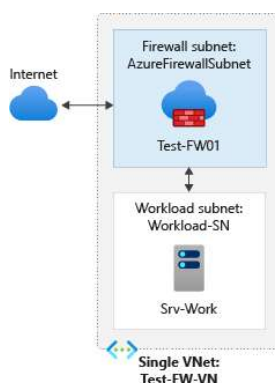 Firewall subnet:
AzureFirewallSubnet
Internet
Test-FW01
Workload subnet:
Workload-SN
Srv-Work
Single VNet:
Test-FW-VN